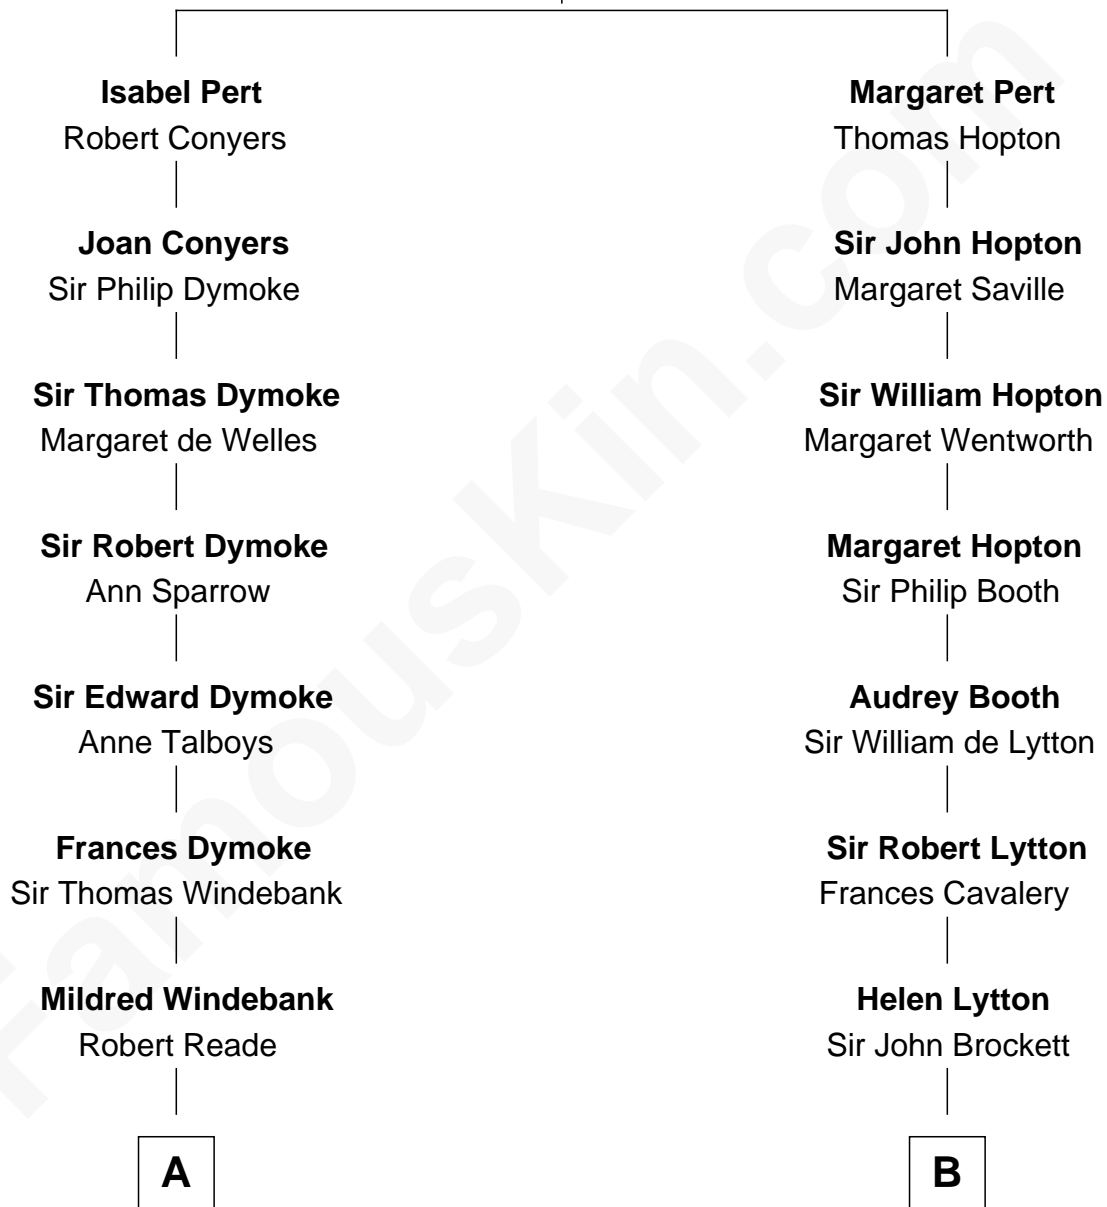 Isabel Pert
Robert Conyers
Joan Conyers
Sir Philip Dymoke
Sir Thomas Dymoke
Margaret de Welles
Sir Robert Dymoke
Ann Sparrow
Sir Edward Dymoke
Anne Talboys
Frances Dymoke
Sir Thomas Windebank
Mildred Windebank
Robert Reade
A
Margaret Pert
Thomas Hopton
Sir John Hopton
Margaret Saville
Sir William Hopton
Margaret Wentworth
Margaret Hopton
Sir Philip Booth
Audrey Booth
Sir William de Lytton
Sir Robert Lytton
Frances Cavalery
Helen Lytton
Sir John Brockett
B
FamousKin.com